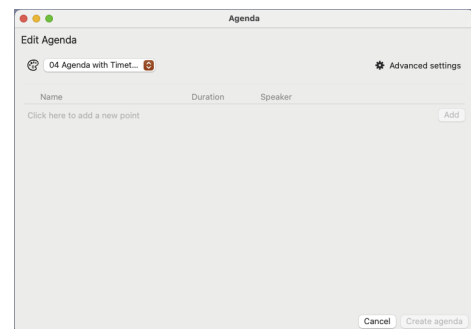 Agenda
Edit Agenda
04 Agenda with Timet...
Advanced settings
Name Duration Speaker
Click here to add a new point Add
Cancel Create agenda